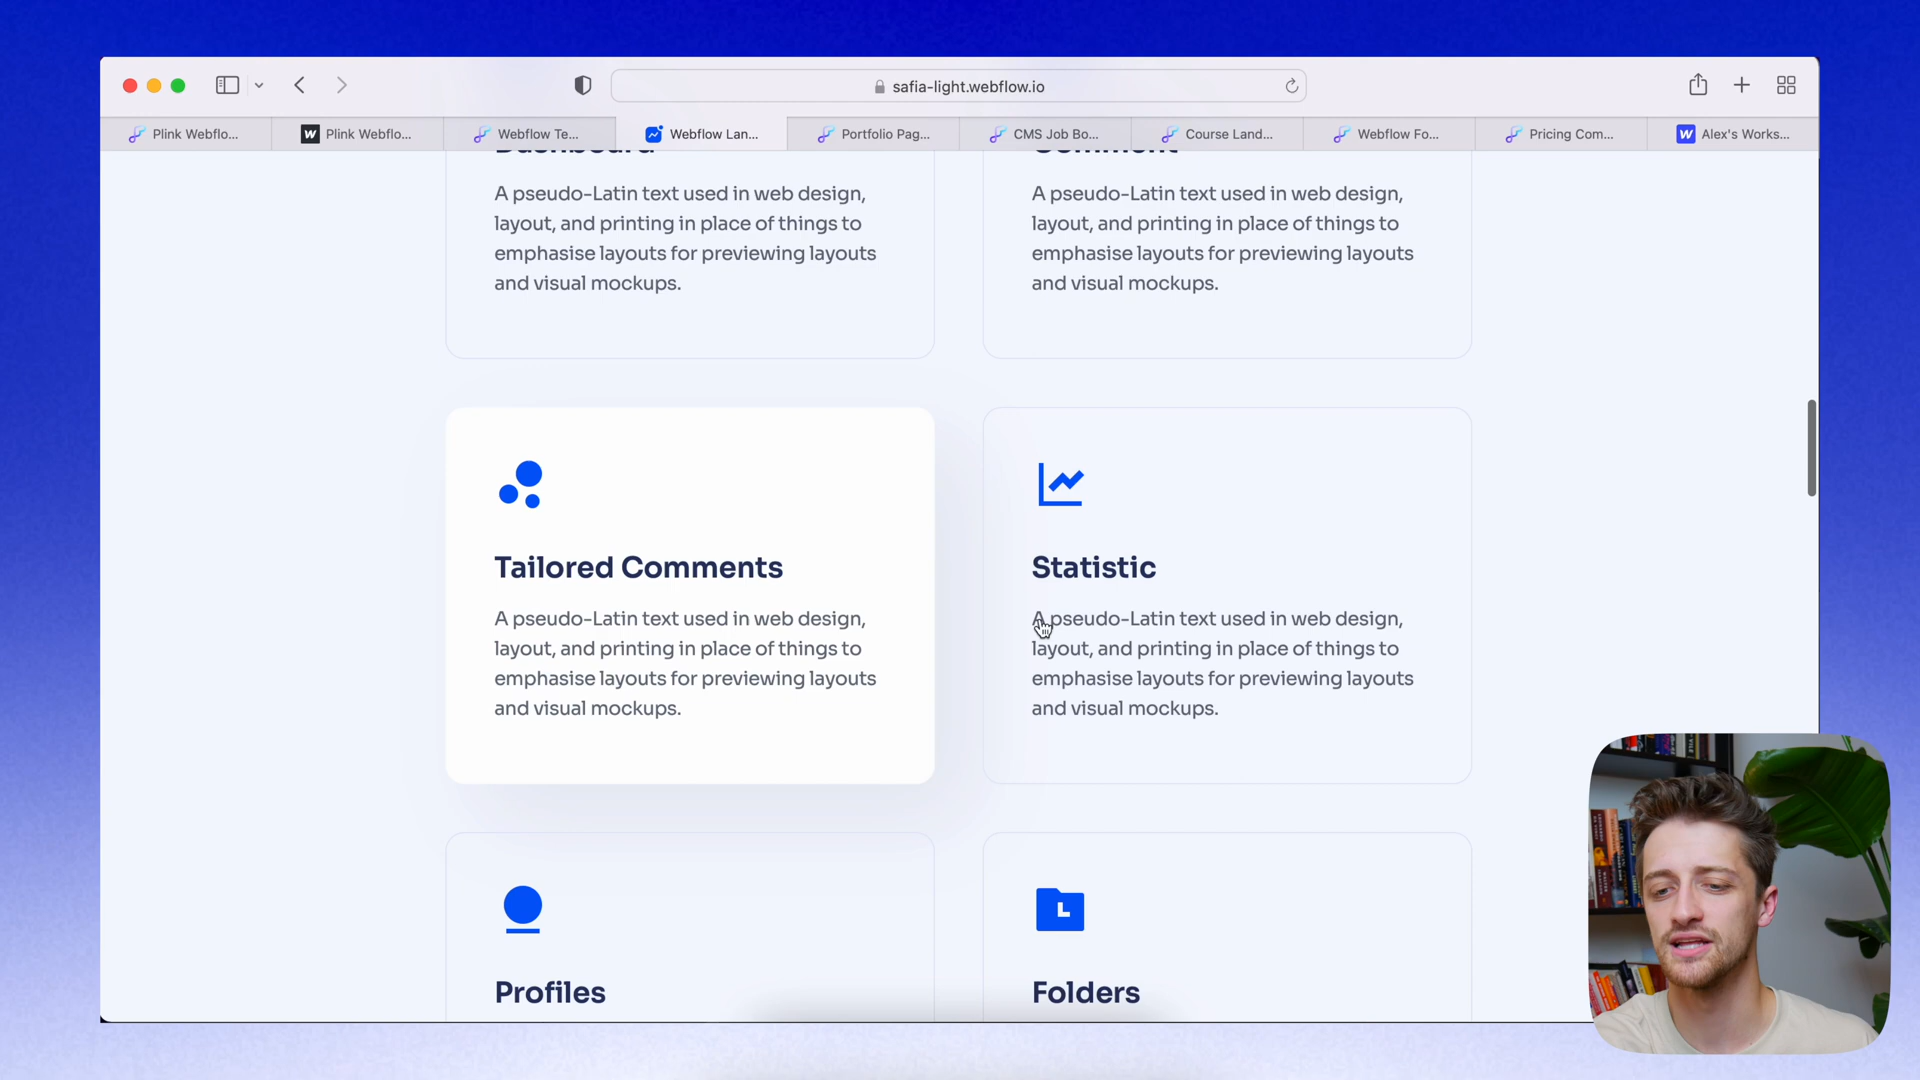 safia-light.webflow.io
Plink Webflo...
Plink Webflo...
Webflow Te...
Webflow Lan...
Portfolio Pag...
CMS Job Bo...
Course Land...
Webflow Fo...
Pricing Com...
Alex's Works...
Dashboard
A pseudo-Latin text used in web design,
layout, and printing in place of things to
emphasise layouts for previewing layouts
and visual mockups.
Comment
A pseudo-Latin text used in web design,
layout, and printing in place of things to
emphasise layouts for previewing layouts
and visual mockups.
Tailored Comments
A pseudo-Latin text used in web design,
layout, and printing in place of things to
emphasise layouts for previewing layouts
and visual mockups.
Statistic
A pseudo-Latin text used in web design,
layout, and printing in place of things to
emphasise layouts for previewing layouts
and visual mockups.
Profiles
Folders